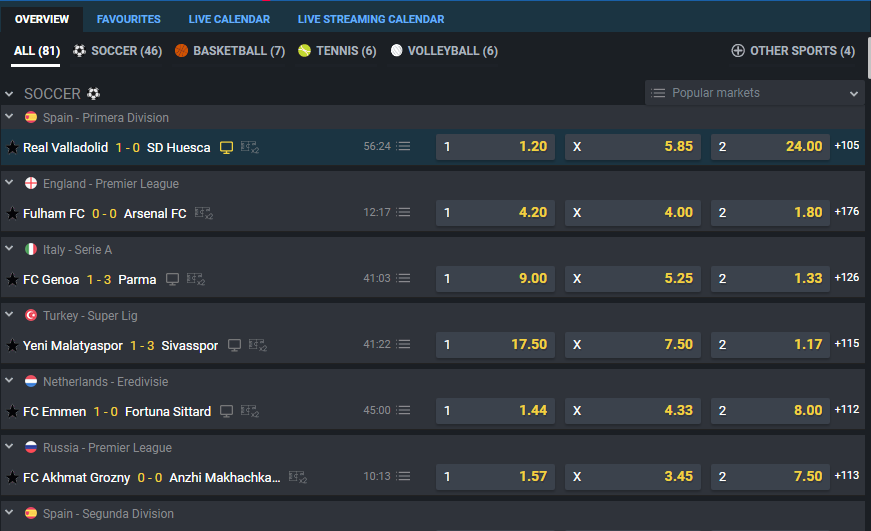 OVERVIEW FAVOURITES LIVE CALENDAR LIVE STREAMING CALENDAR
ALL (81) SOCCER (46) BASKETBALL (7) TENNIS (6) VOLLEYBALL (6) OTHER SPORTS (4)
SOCCER Popular markets
Spain - Primera Division
Real Valladolid 1 - 0 SD Huesca x2 56:24 1 1.20 X 5.85 2 24.00 +105
England - Premier League
Fulham FC 0 - 0 Arsenal FC x2 12:17 1 4.20 X 4.00 2 1.80 +176
Italy - Serie A
FC Genoa 1 - 3 Parma x2 41:03 1 9.00 X 5.25 2 1.33 +126
Turkey - Super Lig
Yeni Malatyaspor 1 - 3 Sivasspor x2 41:22 1 17.50 X 7.50 2 1.17 +115
Netherlands - Eredivisie
FC Emmen 1 - 0 Fortuna Sittard x2 45:00 1 1.44 X 4.33 2 8.00 +112
Russia - Premier League
FC Akhmat Grozny 0 - 0 Anzhi Makhachka... x2 10:13 1 1.57 X 3.45 2 7.50 +113
Spain - Segunda Division